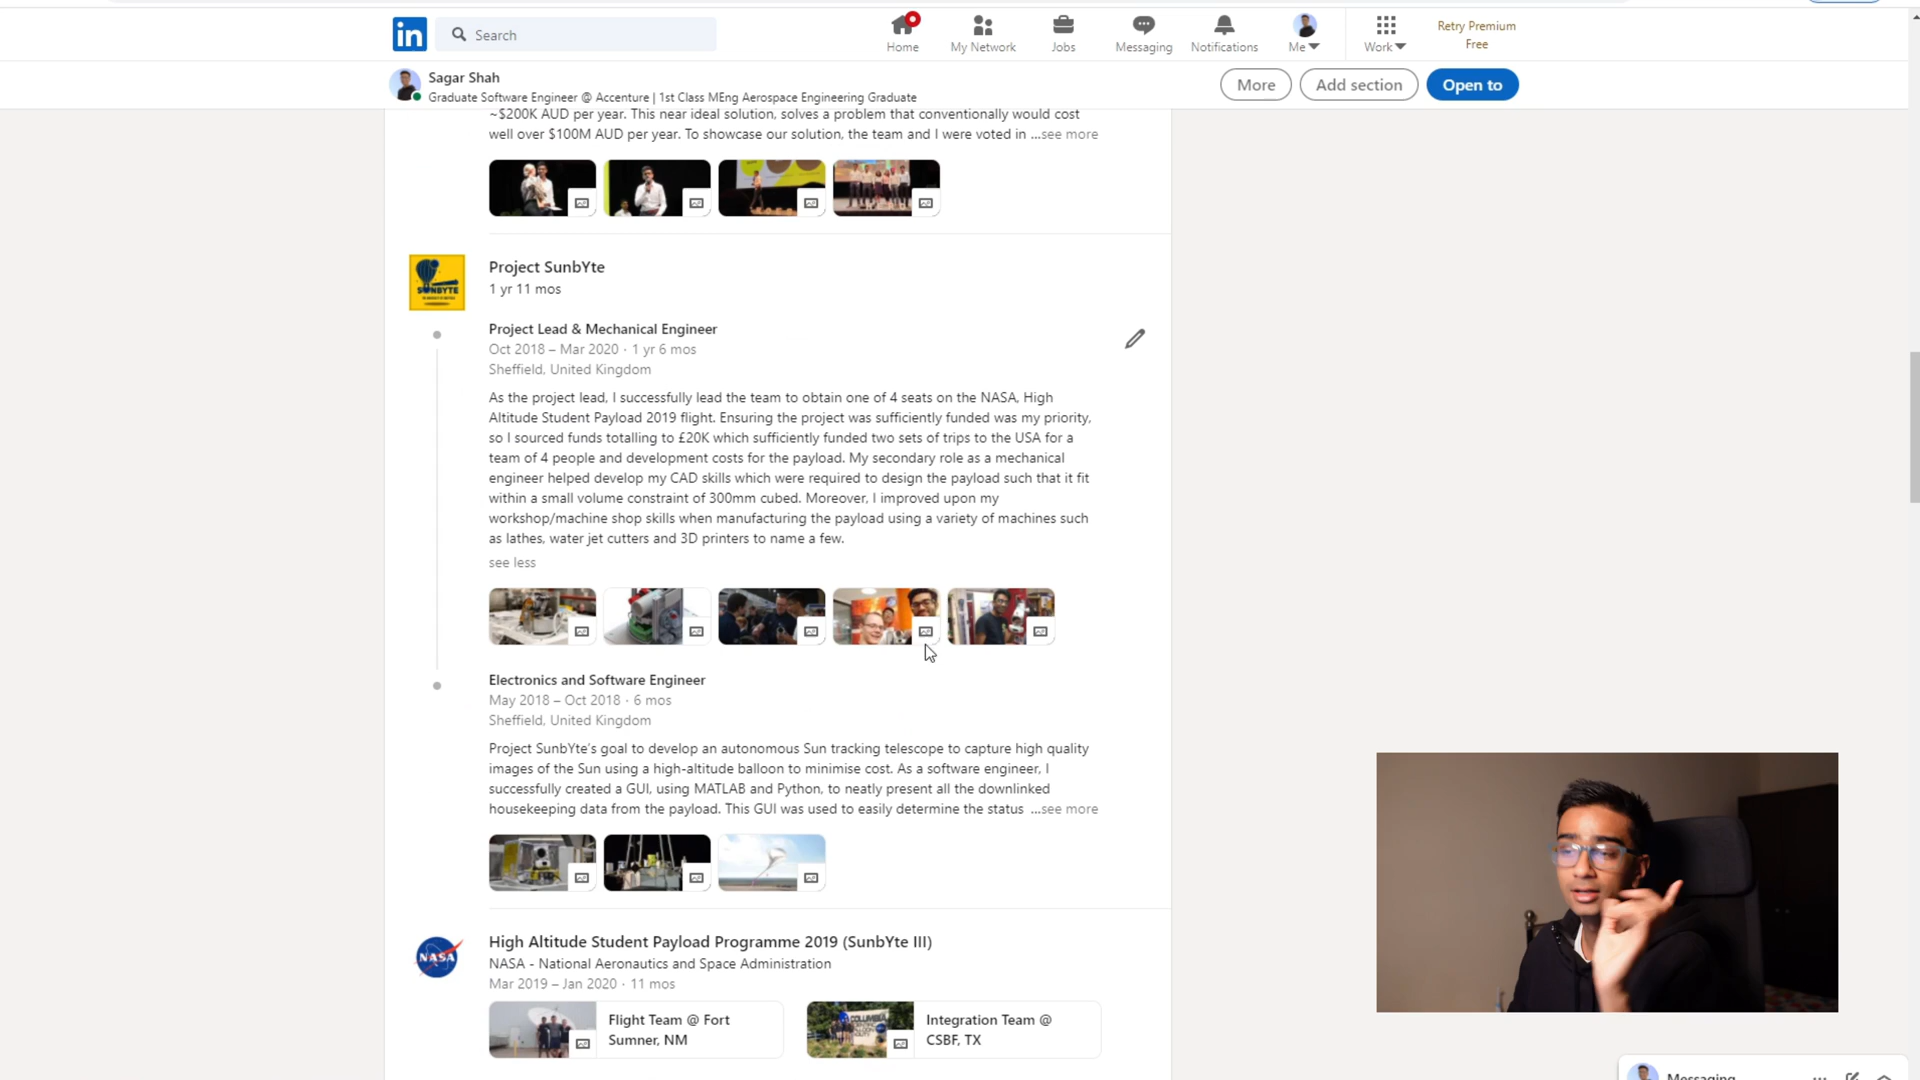 in
Search
Home
My Network
Jobs
Messaging
Notifications
Me
Work
Retry Premium
Free
Sagar Shah
Graduate Software Engineer @ Accenture | 1st Class MEng Aerospace Engineering Graduate
More
Add section
Open to
~$200K AUD per year. This near ideal solution, solves a problem that conventionally would cost
well over $100M AUD per year. To showcase our solution, the team and I were voted in ...see more
SUNBYTE
Project SunbYte
1 yr 11 mos
Project Lead & Mechanical Engineer
Oct 2018 – Mar 2020 · 1 yr 6 mos
Sheffield, United Kingdom
As the project lead, I successfully lead the team to obtain one of 4 seats on the NASA, High
Altitude Student Payload 2019 flight. Ensuring the project was sufficiently funded was my priority,
so I sourced funds totalling to £20K which sufficiently funded two sets of trips to the USA for a
team of 4 people and development costs for the payload. My secondary role as a mechanical
engineer helped develop my CAD skills which were required to design the payload such that it fit
within a small volume constraint of 300mm cubed. Moreover, I improved upon my
workshop/machine shop skills when manufacturing the payload using a variety of machines such
as lathes, water jet cutters and 3D printers to name a few.
see less
Electronics and Software Engineer
May 2018 – Oct 2018 · 6 mos
Sheffield, United Kingdom
Project SunbYte's goal to develop an autonomous Sun tracking telescope to capture high quality
images of the Sun using a high-altitude balloon to minimise cost. As a software engineer, I
successfully created a GUI, using MATLAB and Python, to neatly present all the downlinked
housekeeping data from the payload. This GUI was used to easily determine the status ...see more
NASA
High Altitude Student Payload Programme 2019 (SunbYte III)
NASA - National Aeronautics and Space Administration
Mar 2019 – Jan 2020 · 11 mos
Flight Team @ Fort
Sumner, NM
COLUMBIA
Integration Team @
CSBF, TX
Messaging